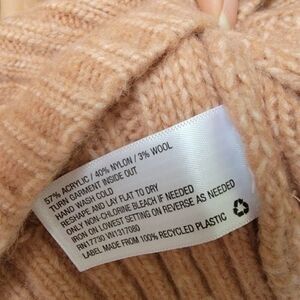 57% ACRYLIC / 40% NYLON / 3% WOOL
TURN GARMENT INSIDE OUT
HAND WASH COLD
RESHAPE AND LAY FLAT TO DRY
ONLY NON-CHLORINE BLEACH IF NEEDED
IRON ON LOWEST SETTING ON REVERSE AS NEEDED
RN17730 VN1317080
LABEL MADE FROM 100% RECYCLED PLASTIC